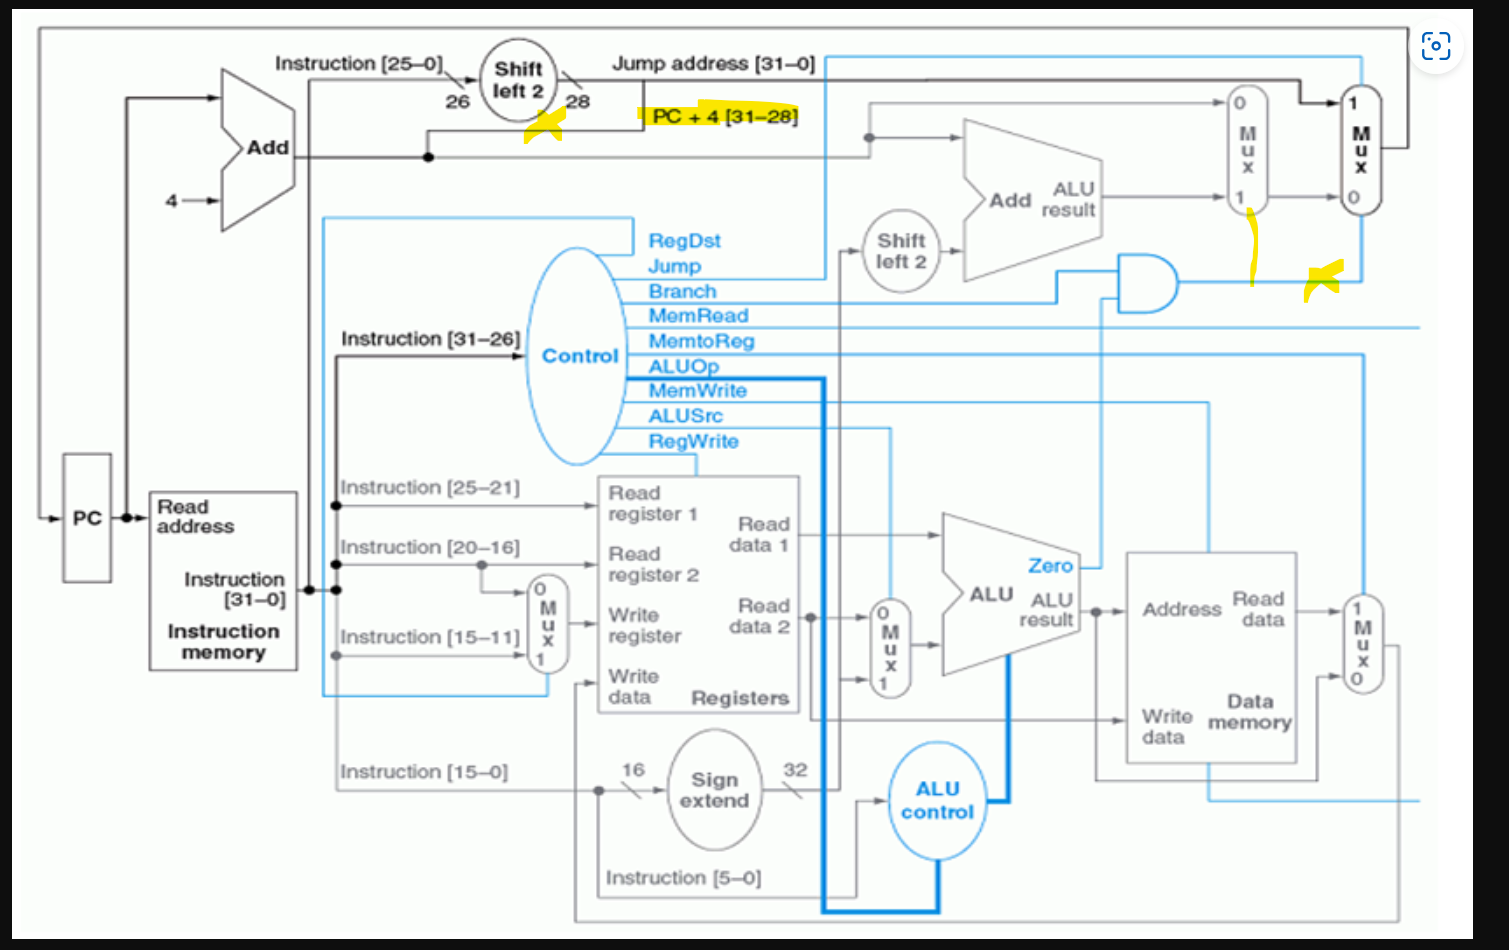 Instruction [25–0]
Shift
left 2
Jump address [31–0]
26
28
PC + 4 [31–28]
Add
4
0
M
u
x
1
1
M
u
x
0
Add
ALU
result
Shift
left 2
RegDst
Jump
Branch
MemRead
MemtoReg
ALUOp
MemWrite
ALUSrc
RegWrite
Instruction [31–26]
Control
PC
Read
address
Instruction
[31–0]
Instruction
memory
Instruction [25–21]
Instruction [20–16]
Instruction [15–11]
0
M
u
x
1
Read
register 1
Read
register 2
Write
register
Write
data
Read
data 1
Read
data 2
Registers
0
M
u
x
1
Zero
ALU
ALU
result
Address
Read
data
Write
data
Data
memory
1
M
u
x
0
Instruction [15–0]
16
Sign
extend
32
ALU
control
Instruction [5–0]